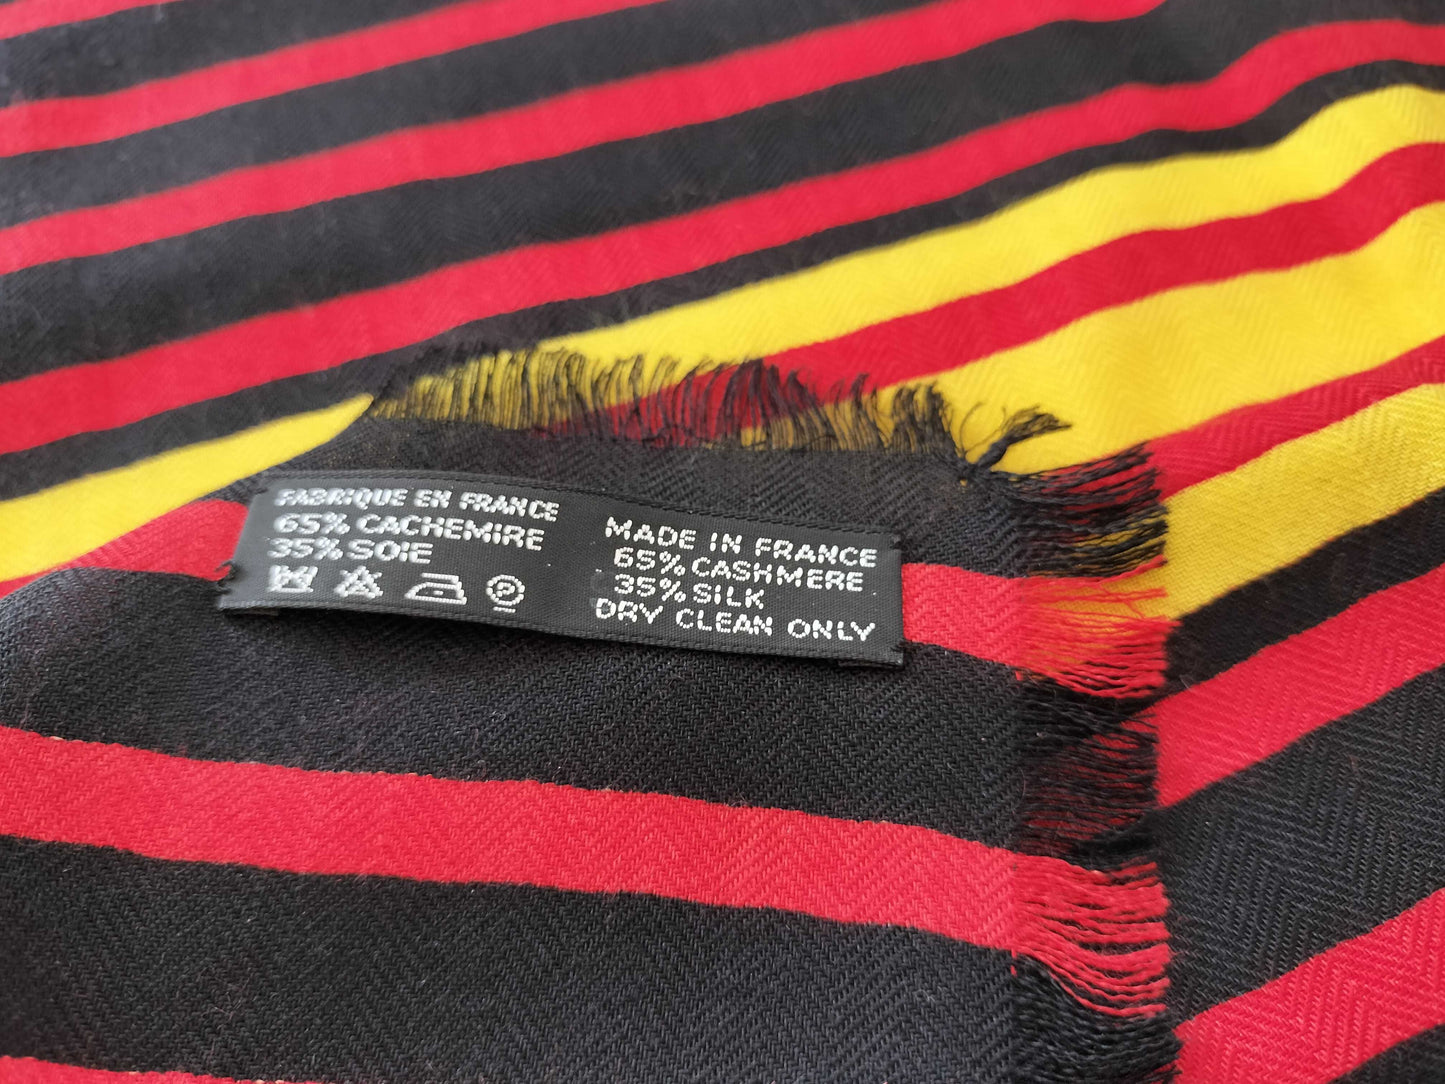 FABRIQUE EN FRANCE
65% CACHEMIRE
35% SOIE
P
MADE IN FRANCE
65% CASHMERE
35% SILK
DRY CLEAN ONLY